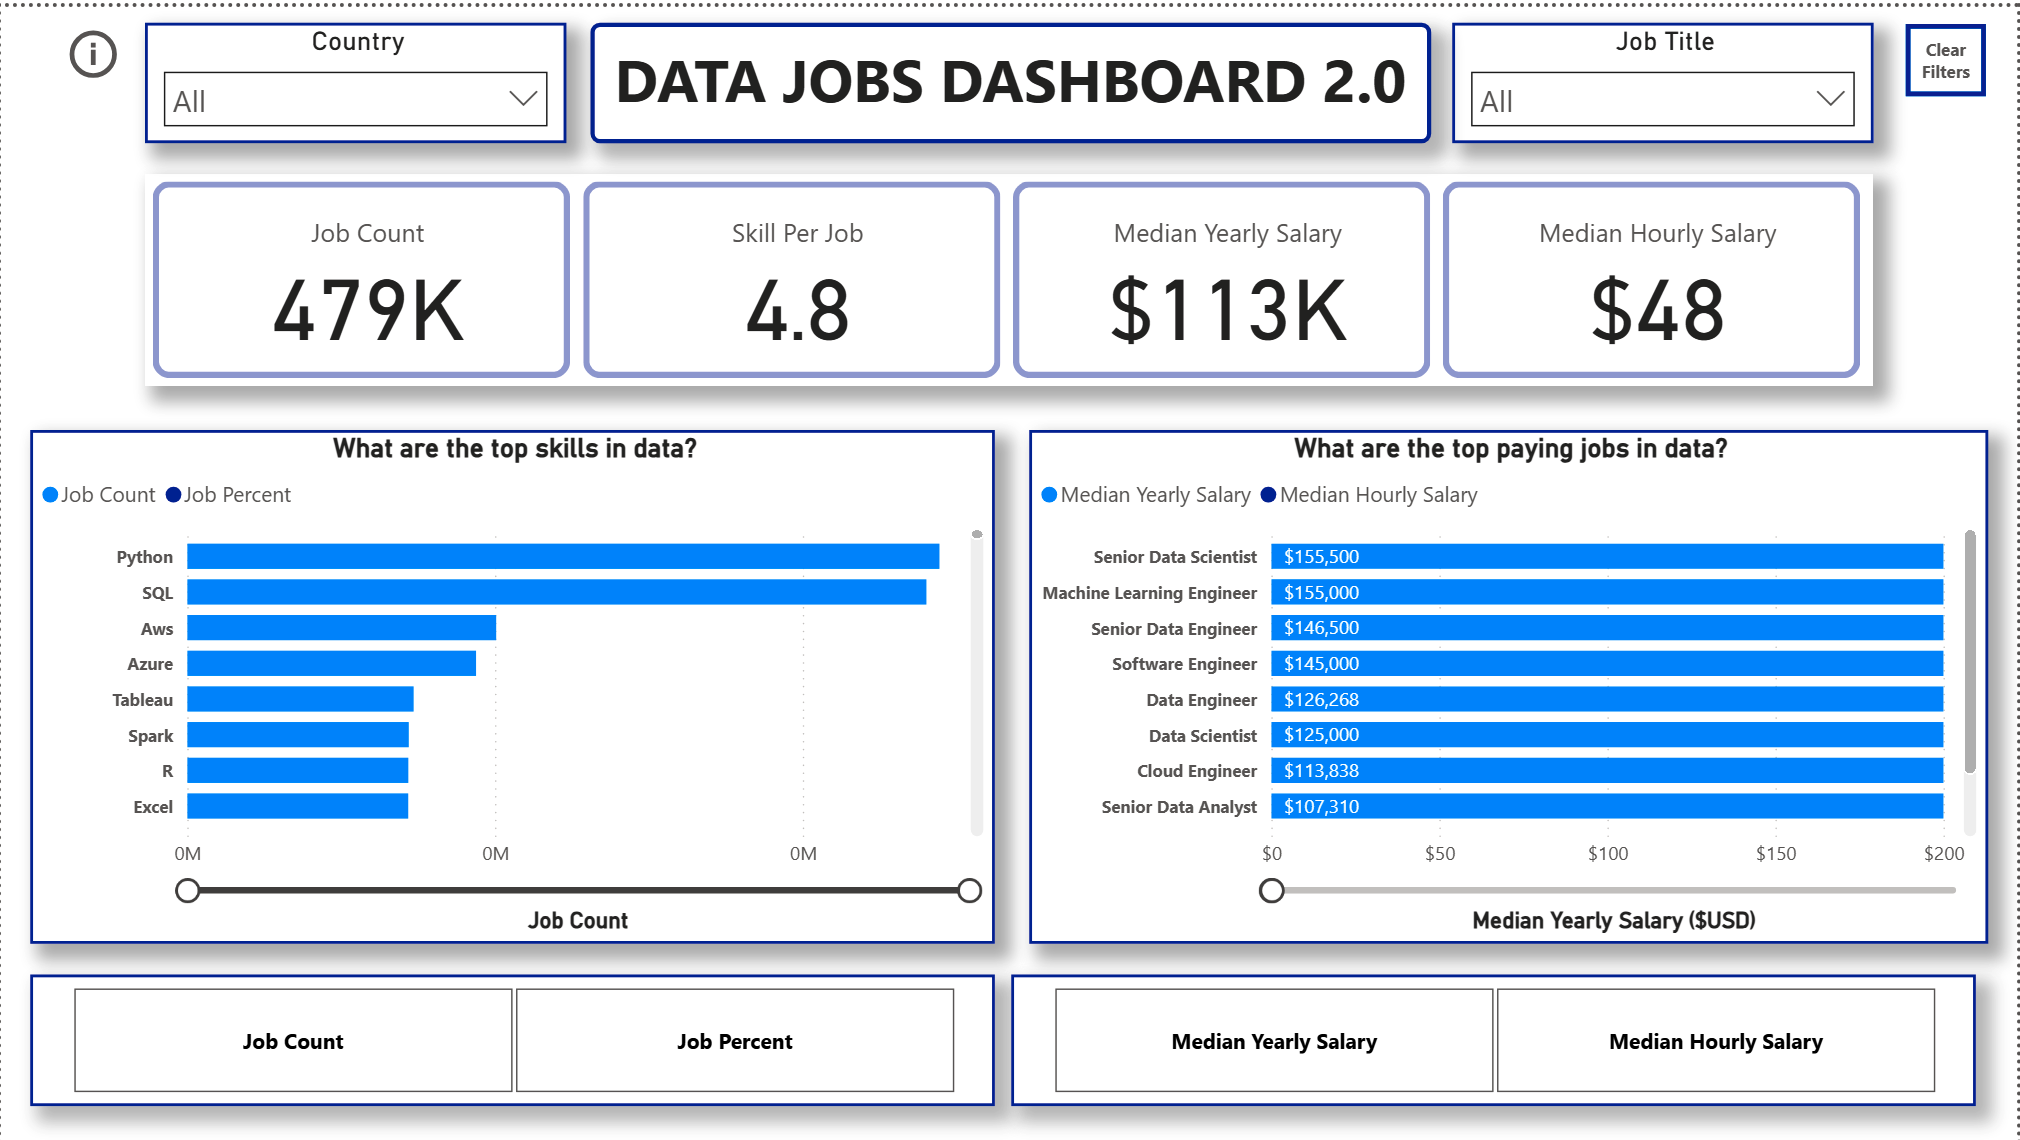 i
Country
All
DATA JOBS DASHBOARD 2.0
Job Title
All
Clear
Filters
Job Count
479K
Skill Per Job
4.8
Median Yearly Salary
$113K
Median Hourly Salary
$48
What are the top skills in data?
Job Count Job Percent
Python
SQL
Aws
Azure
Tableau
Spark
R
Excel
0M 0M 0M
Job Count
What are the top paying jobs in data?
Median Yearly Salary Median Hourly Salary
Senior Data Scientist $155,500
Machine Learning Engineer $155,000
Senior Data Engineer $146,500
Software Engineer $145,000
Data Engineer $126,268
Data Scientist $125,000
Cloud Engineer $113,838
Senior Data Analyst $107,310
$0 $50 $100 $150 $200
Median Yearly Salary ($USD)
Job Count
Job Percent
Median Yearly Salary
Median Hourly Salary